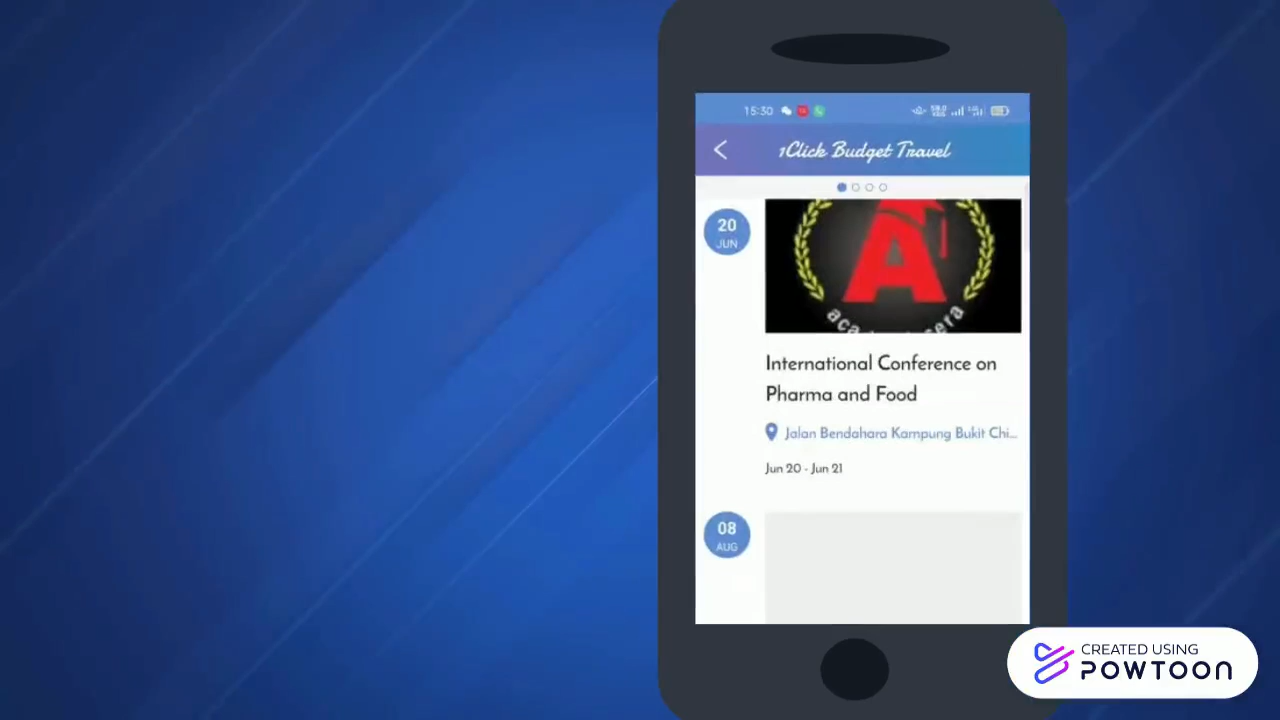 15:30
1Click Budget Travel
20
JUN
A
International Conference on
Pharma and Food
Jalan Bendahara Kampung Bukit Chi...
Jun 20 - Jun 21
08
AUG
CREATED USING
POWTOON